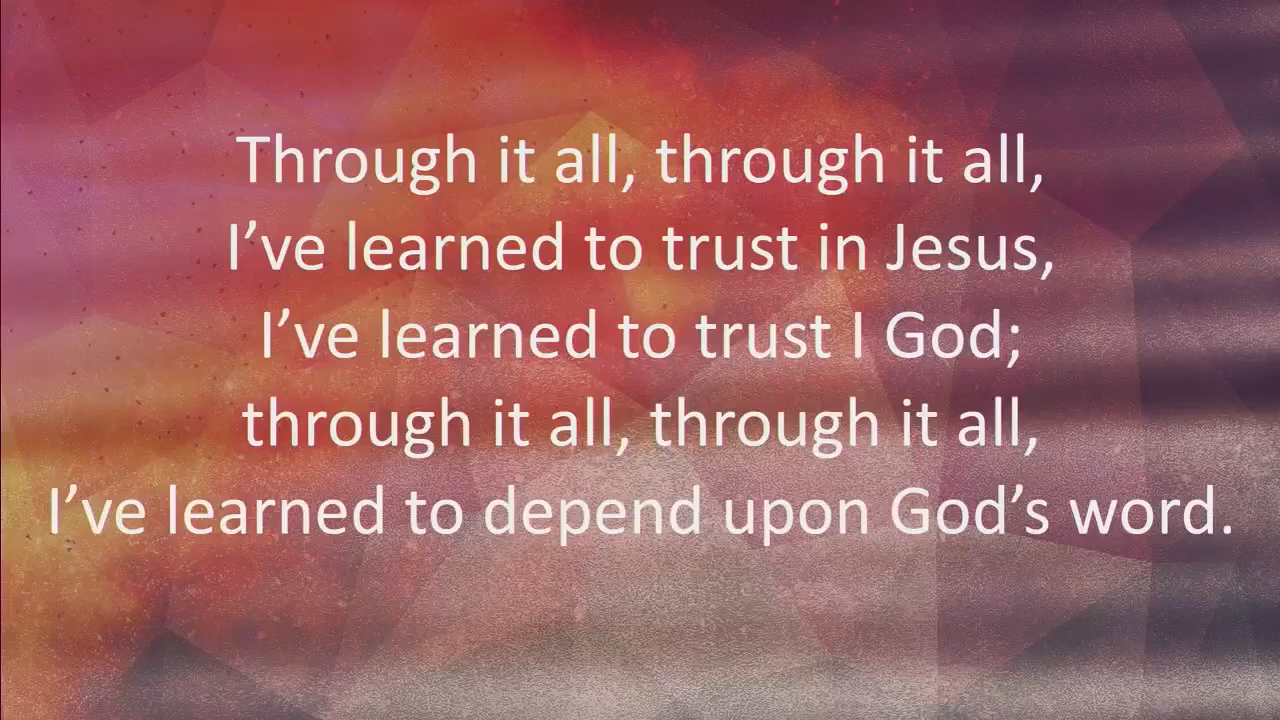 Through it all, through it all,
I’ve learned to trust in Jesus,
I’ve learned to trust I God;
through it all, through it all,
I’ve learned to depend upon God’s word.